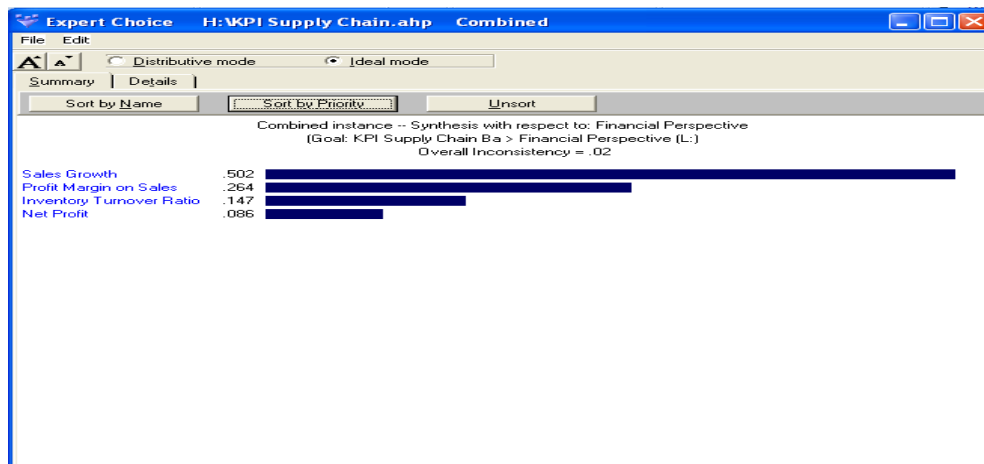 Expert Choice H:\KPI Supply Chain.ahp Combined
File Edit
A A Distributive mode Ideal mode
Summary Details
Sort by Name Sort by Priority Unsort
Combined instance -- Synthesis with respect to: Financial Perspective
(Goal: KPI Supply Chain Ba > Financial Perspective (L:)
Overall Inconsistency = .02
Sales Growth .502
Profit Margin on Sales .264
Inventory Turnover Ratio .147
Net Profit .086